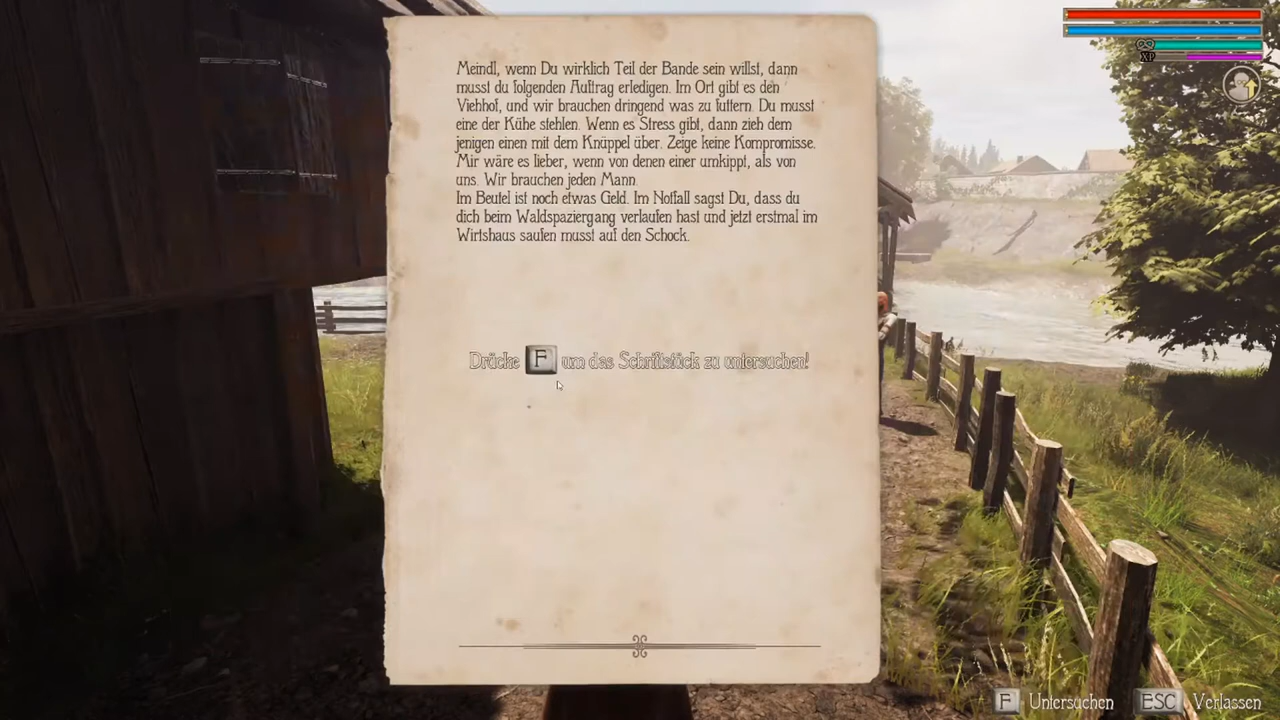 XP
Meindl, wenn Du wirklich Teil der Bande sein willst, dann
musst du folgenden Auftrag erledigen. Im Ort gibt es den
Viehhof, und wir brauchen dringend was zu futtern. Du musst
eine der Kühe stehlen. Wenn es Stress gibt, dann zieh dem
jenigen einen mit dem Knüppel über. Zeige keine Kompromisse.
Mir wäre es lieber, wenn von denen einer umkippt, als von
uns. Wir brauchen jeden Mann.
Im Beutel ist noch etwas Geld. Im Notfall sagst Du, dass du
dich beim Waldspaziergang verlaufen hast und jetzt erstmal im
Wirtshaus saufen musst auf den Schock.
Drücke F um das Schriftstück zu untersuchen!
F Untersuchen ESC Verlassen